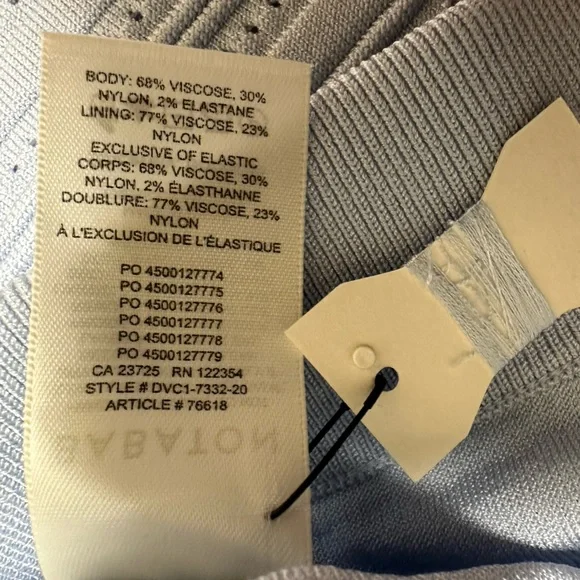 BODY: 68% VISCOSE, 30%
NYLON, 2% ELASTANE
LINING: 77% VISCOSE, 23%
NYLON
EXCLUSIVE OF ELASTIC
CORPS: 68% VISCOSE, 30%
NYLON, 2% ÉLASTHANNE
DOUBLURE: 77% VISCOSE, 23%
NYLON
À L'EXCLUSION DE L'ÉLASTIQUE
PO 4500127774
PO 4500127775
PO 4500127776
PO 4500127777
PO 4500127778
PO 4500127779
CA 23725 RN 122354
STYLE # DVC1-7332-20
ARTICLE # 76618
BABATON